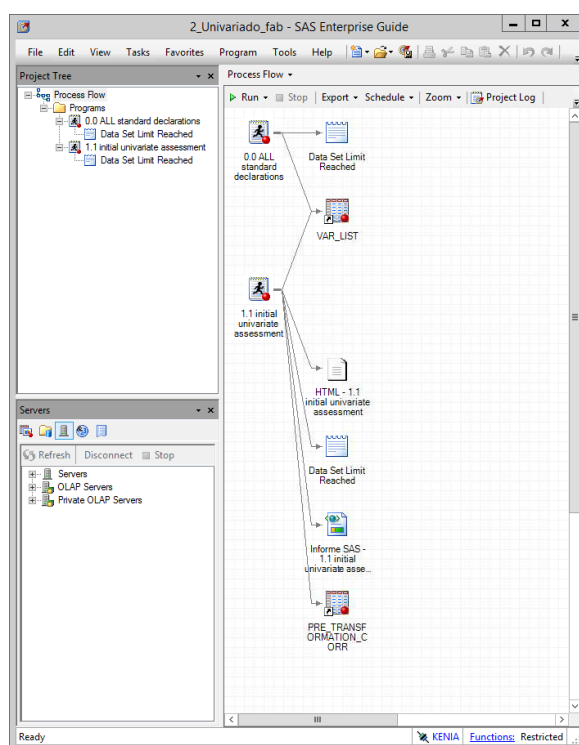 2_Univariado_fab - SAS Enterprise Guide
File Edit View Tasks Favorites Program Tools Help
Project Tree
Process Flow
Programs
0.0 ALL standard declarations
Data Set Limit Reached
1.1 initial univariate assessment
Data Set Limit Reached
Servers
Refresh Disconnect Stop
Servers
OLAP Servers
Private OLAP Servers
Process Flow
Run Stop Export Schedule Zoom Project Log
0.0 ALL
standard
declarations
Data Set Limit
Reached
VAR_LIST
1.1 initial
univariate
assessment
HTML - 1.1
initial univariate
assessment
Data Set Limit
Reached
Informe SAS -
1.1 initial
univariate asse...
PRE_TRANSF
ORMATION_C
ORR
Ready
KENIA Functions: Restricted